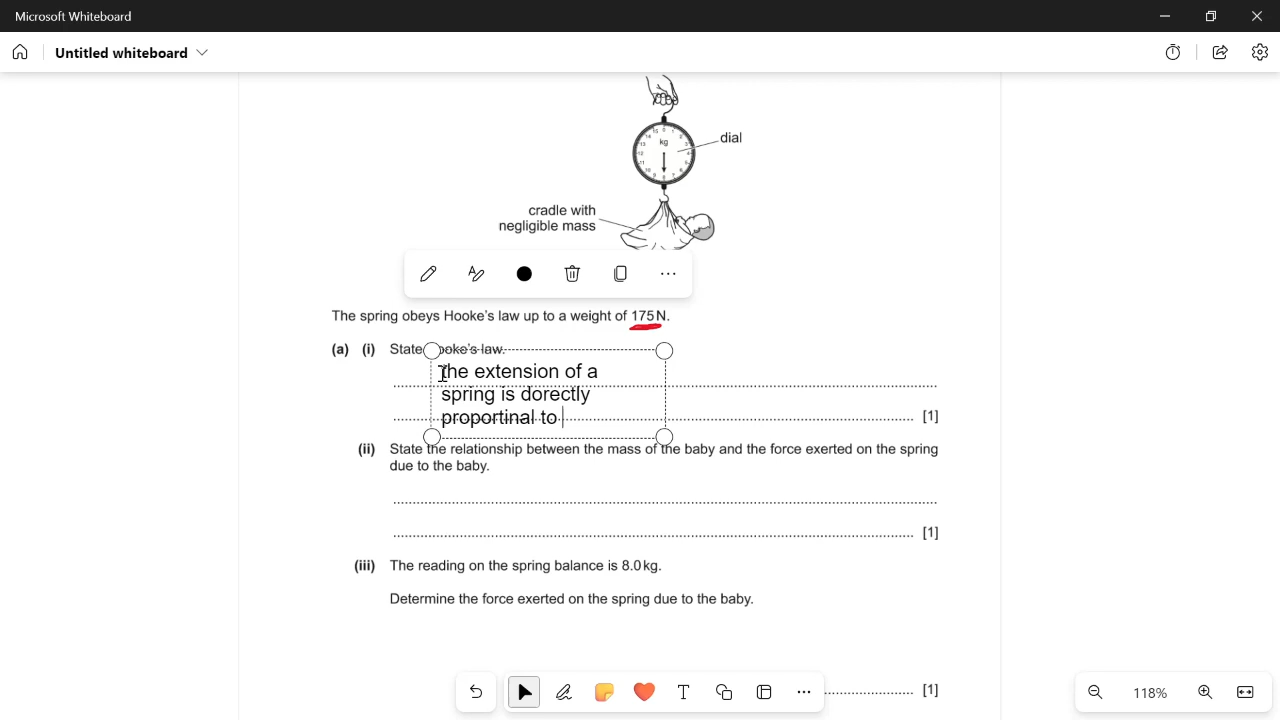 Microsoft Whiteboard
Untitled whiteboard
kg
dial
cradle with
negligible mass
The spring obeys Hooke's law up to a weight of 175 N.
(a) (i) State Hooke's law.
the extension of a
spring is dorectly
proportinal to
[1]
(ii) State the relationship between the mass of the baby and the force exerted on the spring
due to the baby.
[1]
(iii) The reading on the spring balance is 8.0 kg.
Determine the force exerted on the spring due to the baby.
[1]
118%